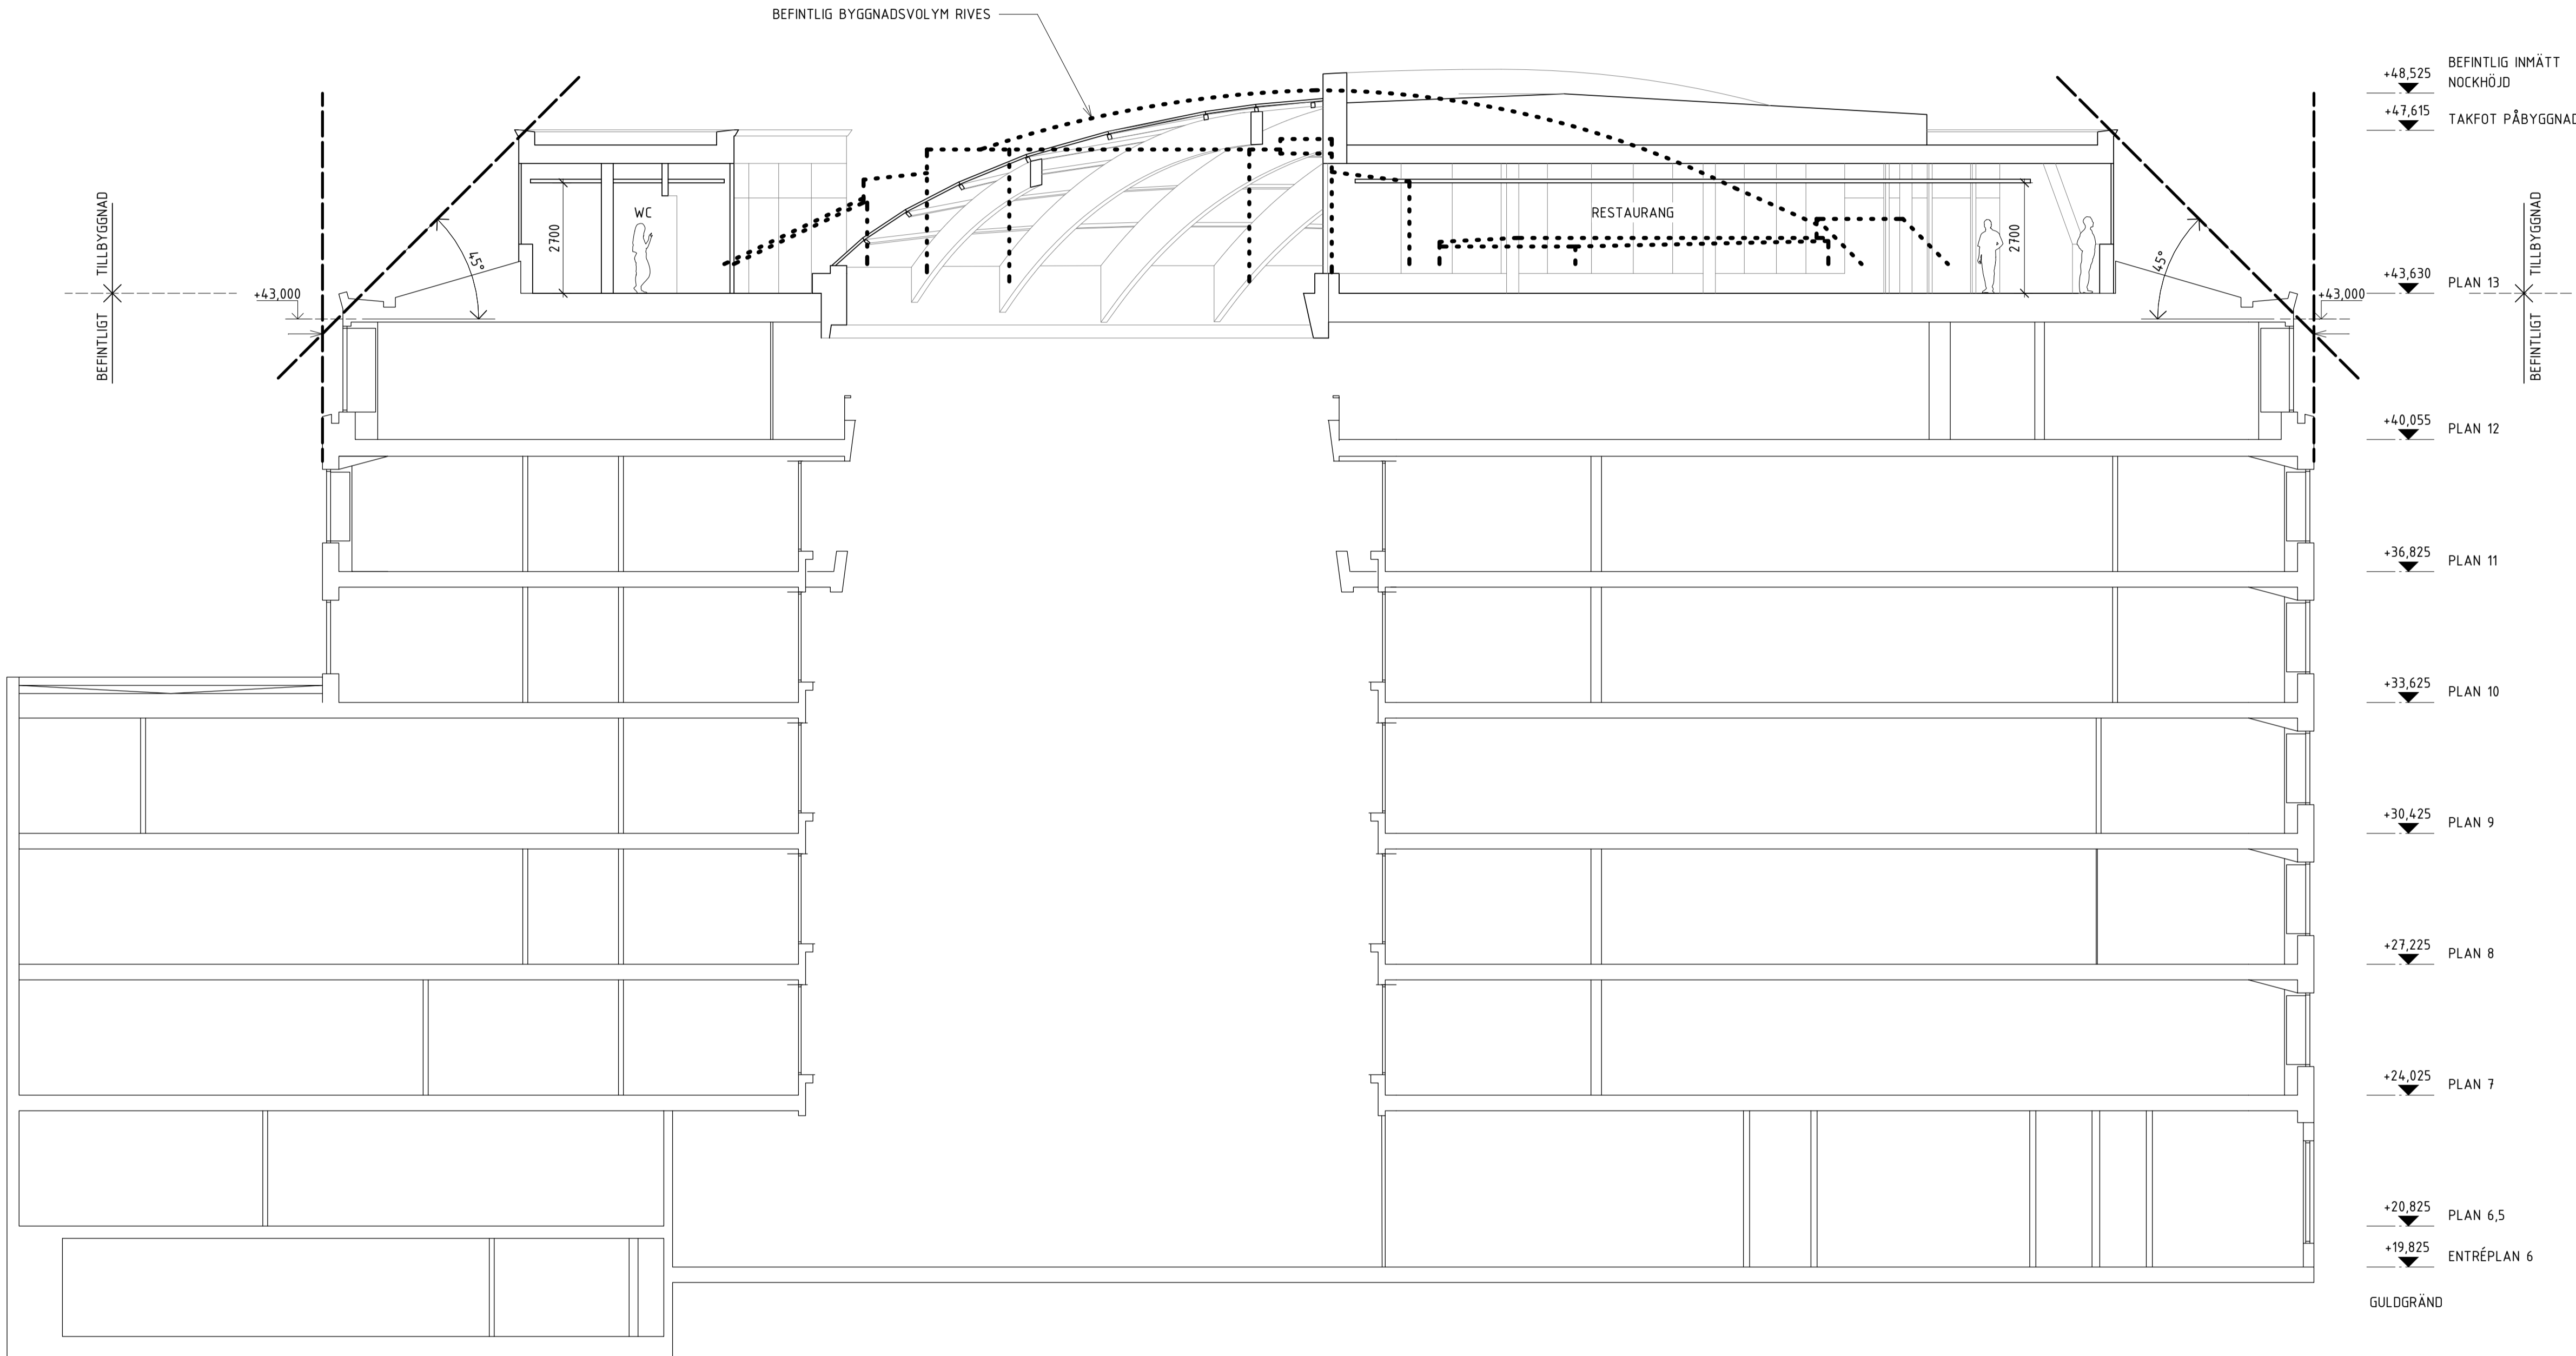 BEFINTLIG BYGGNADSVOLYM RIVES
+48,525
BEFINTLIG INMÄTT
NOCKHÖJD
+47,615
TAKFOT PÅBYGGNAD
BEFINTLIGT
TILLBYGGNAD
45°
+43,000
WC
2700
RESTAURANG
2700
45°
+43,000
+43,630
PLAN 13
BEFINTLIGT
TILLBYGGNAD
+40,055
PLAN 12
+36,825
PLAN 11
+33,625
PLAN 10
+30,425
PLAN 9
+27,225
PLAN 8
+24,025
PLAN 7
+20,825
PLAN 6,5
+19,825
ENTRÉPLAN 6
GULDGRÄND